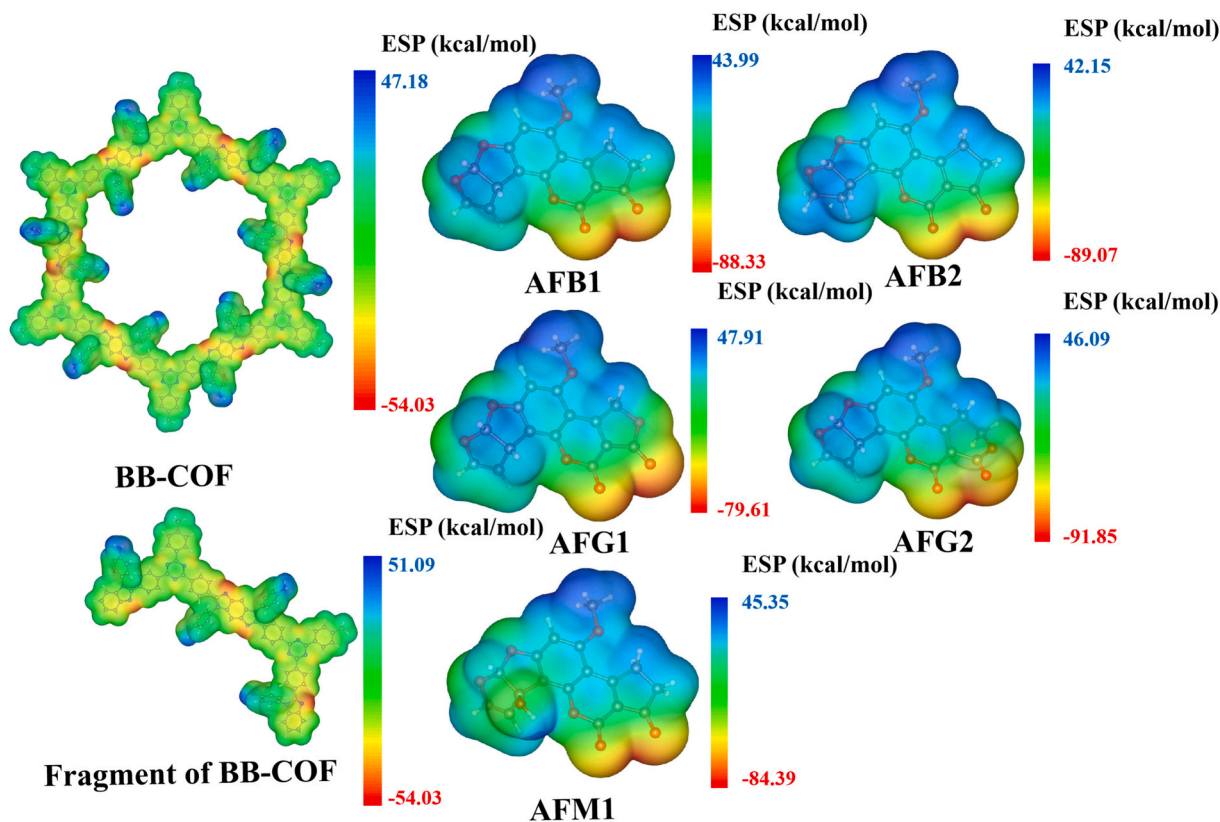 ESP (kcal/mol)
47.18
-54.03
BB-COF
ESP (kcal/mol)
43.99
-88.33
AFB1
ESP (kcal/mol)
42.15
-89.07
AFB2
ESP (kcal/mol)
47.91
-79.61
AFG1
ESP (kcal/mol)
46.09
-91.85
AFG2
ESP (kcal/mol)
51.09
-54.03
Fragment of BB-COF
ESP (kcal/mol)
45.35
-84.39
AFM1